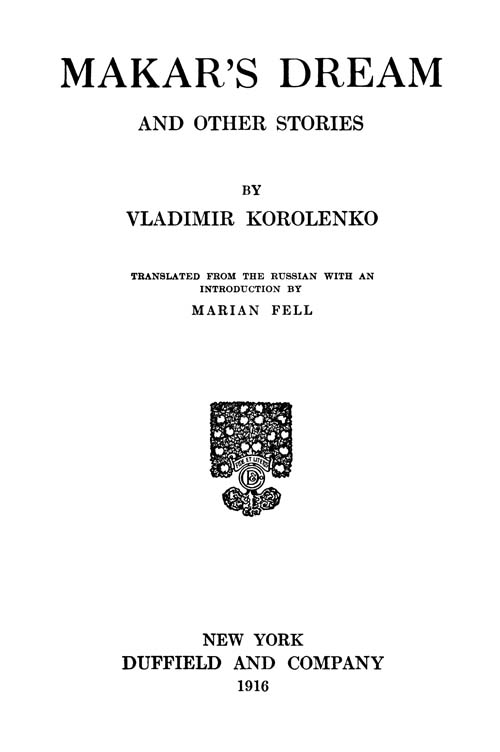 MAKAR'S DREAM
AND OTHER STORIES
BY
VLADIMIR KOROLENKO
TRANSLATED FROM THE RUSSIAN WITH AN
INTRODUCTION BY
MARIAN FELL
NEW YORK
DUFFIELD AND COMPANY
1916